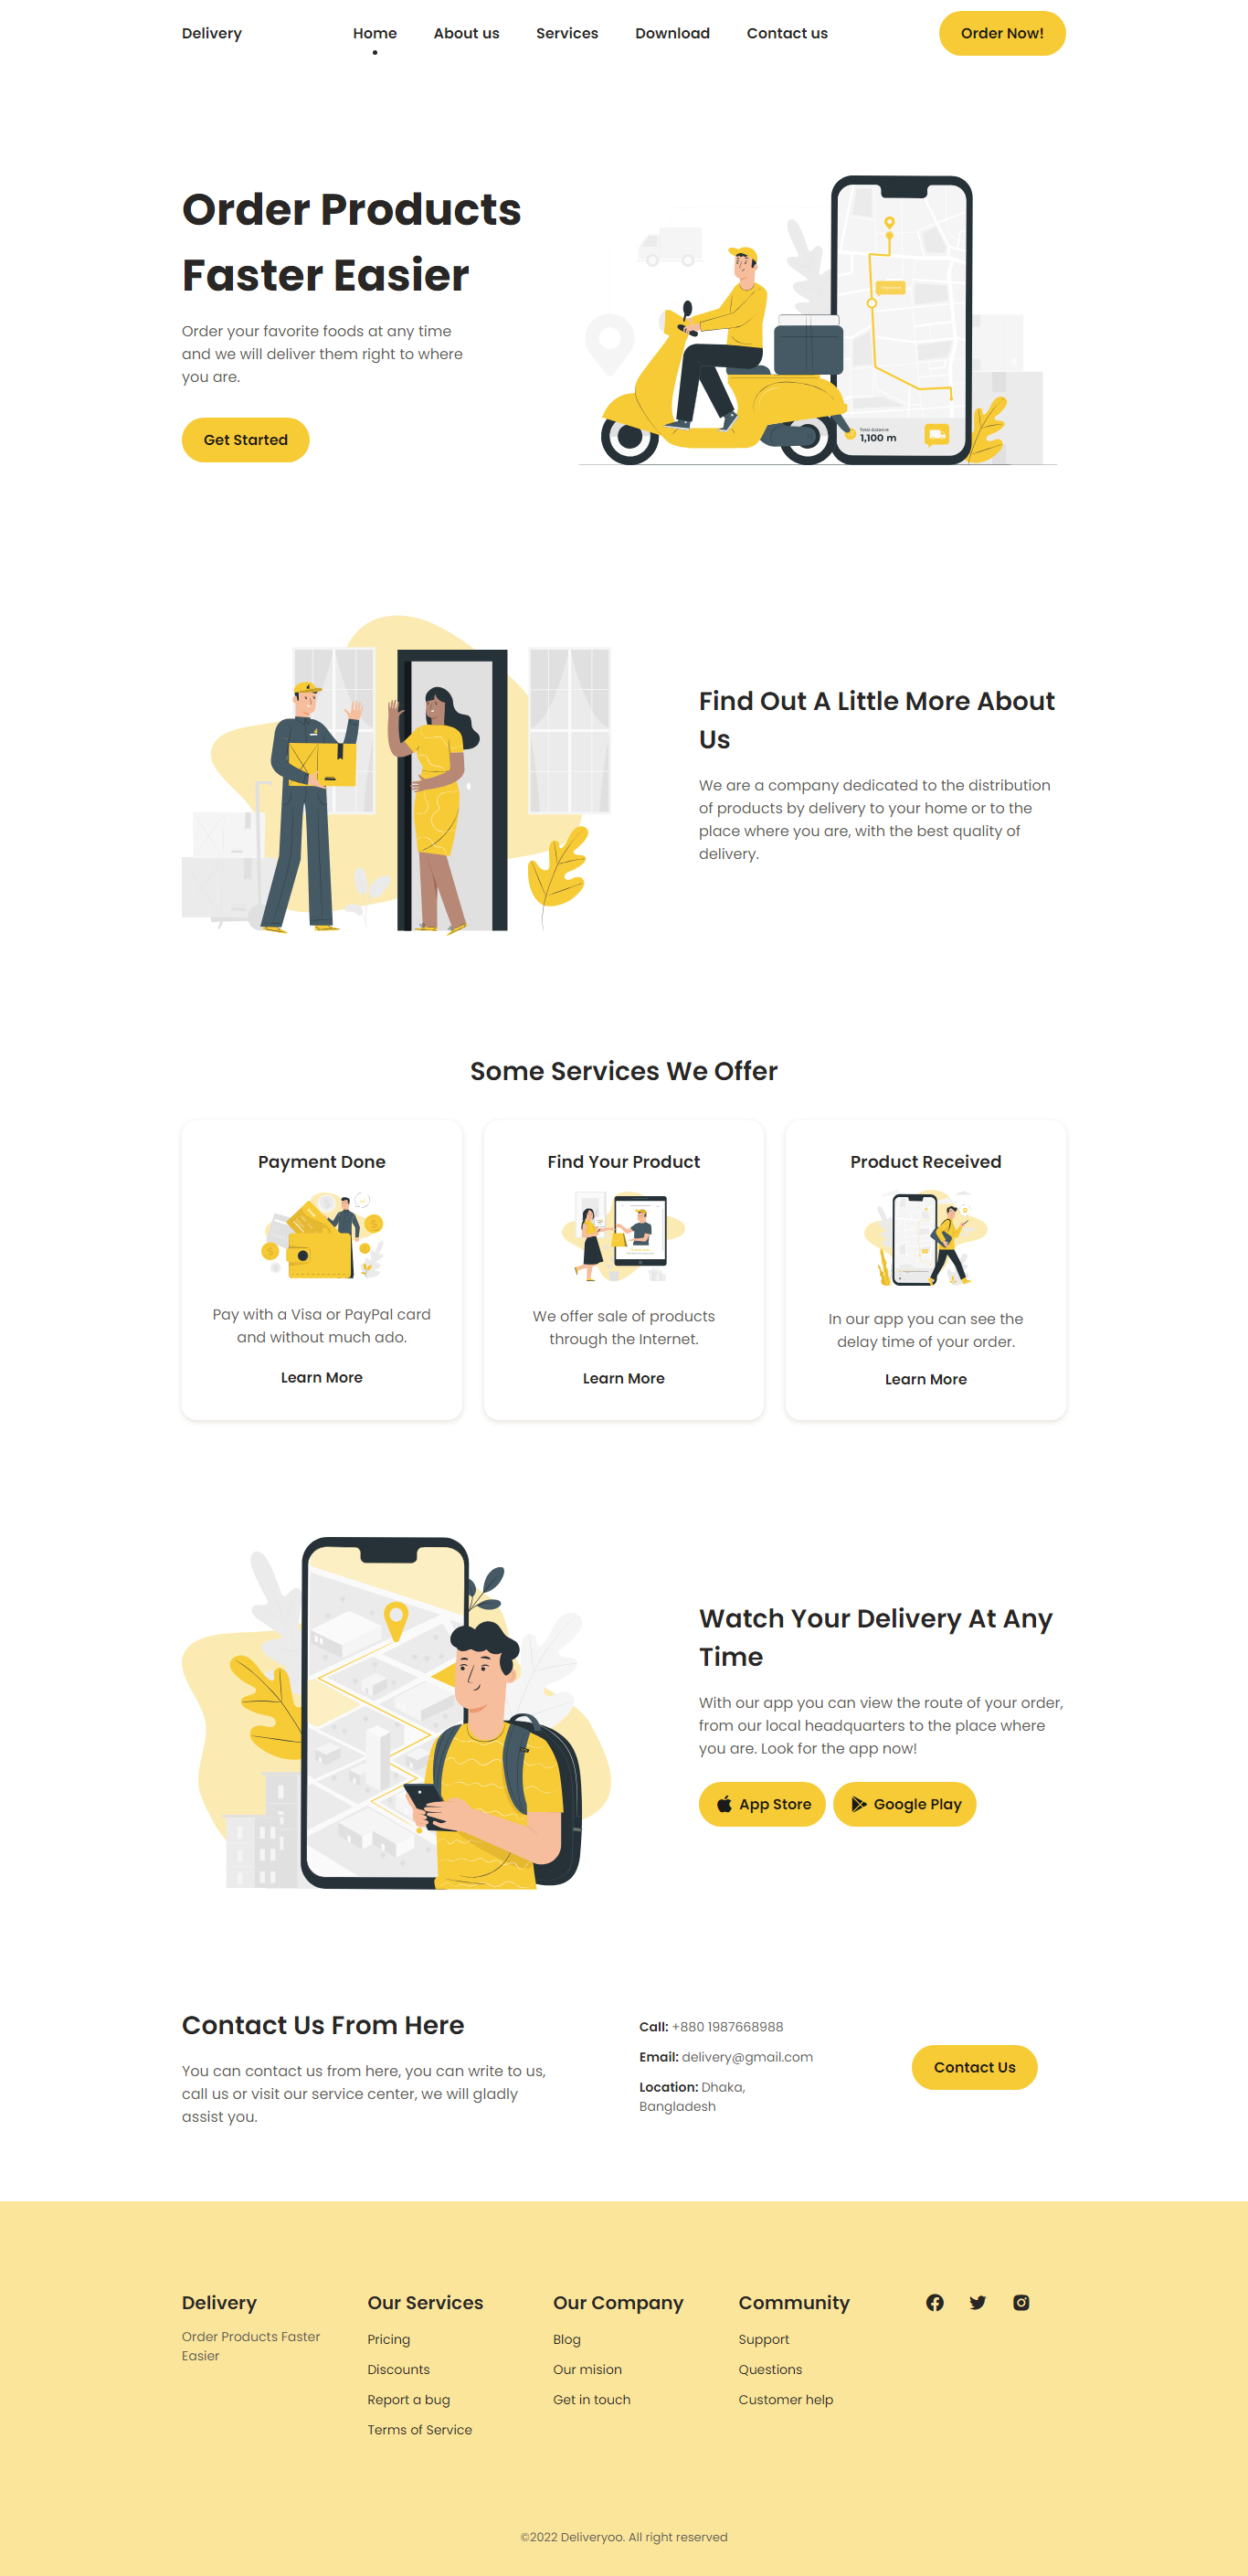 Delivery
Home
About us
Services
Download
Contact us
Order Now!
Order Products
Faster Easier
Order your favorite foods at any time
and we will deliver them right to where
you are.
Get Started
1,100 m
Find Out A Little More About
Us
We are a company dedicated to the distribution
of products by delivery to your home or to the
place where you are, with the best quality of
delivery.
Some Services We Offer
Payment Done
Pay with a Visa or PayPal card
and without much ado.
Learn More
Find Your Product
We offer sale of products
through the Internet.
Learn More
Product Received
In our app you can see the
delay time of your order.
Learn More
Watch Your Delivery At Any
Time
With our app you can view the route of your order,
from our local headquarters to the place where
you are. Look for the app now!
App Store
Google Play
Contact Us From Here
You can contact us from here, you can write to us,
call us or visit our service center, we will gladly
assist you.
Call: +880 1987668988
Email: delivery@gmail.com
Location: Dhaka,
Bangladesh
Contact Us
Delivery
Order Products Faster
Easier
Our Services
Pricing
Discounts
Report a bug
Terms of Service
Our Company
Blog
Our mision
Get in touch
Community
Support
Questions
Customer help
©2022 Deliveryoo. All right reserved